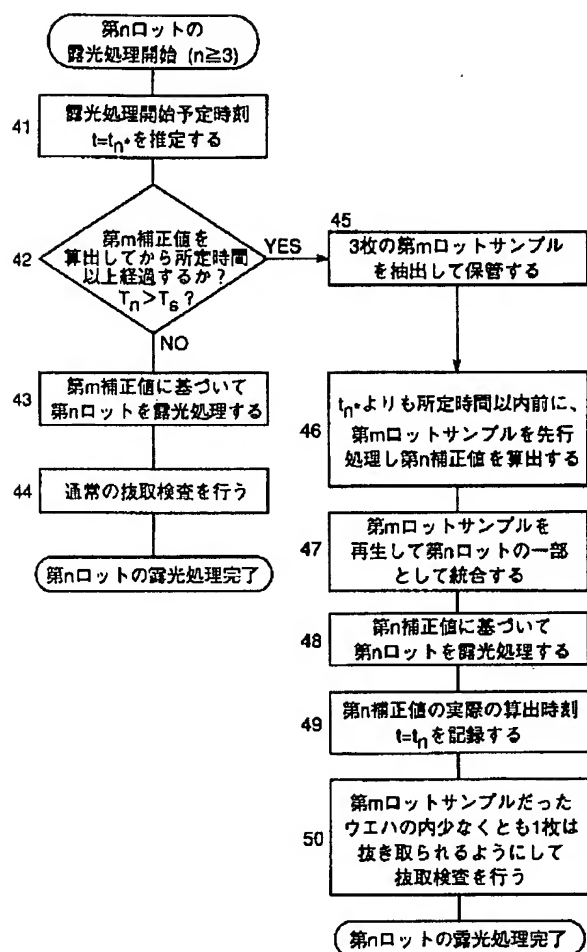 第nロットの
露光処理開始 (n≧3)
41
露光処理開始予定時刻
t=tn*を推定する
42
第m補正値を
算出してから所定時間
以上経過するか?
Tn>Ts?
YES
NO
43
第m補正値に基づいて
第nロットを露光処理する
44
通常の抜取検査を行う
第nロットの露光処理完了
45
3枚の第mロットサンプル
を抽出して保管する
46
tn*よりも所定時間以内前に、
第mロットサンプルを先行
処理し第n補正値を算出する
47
第mロットサンプルを
再生して第nロットの一部
として統合する
48
第n補正値に基づいて
第nロットを露光処理する
49
第n補正値の実際の算出時刻
t=tnを記録する
50
第mロットサンプルだった
ウエハの内少なくとも1枚は
抜き取られるようにして
抜取検査を行う
第nロットの露光処理完了